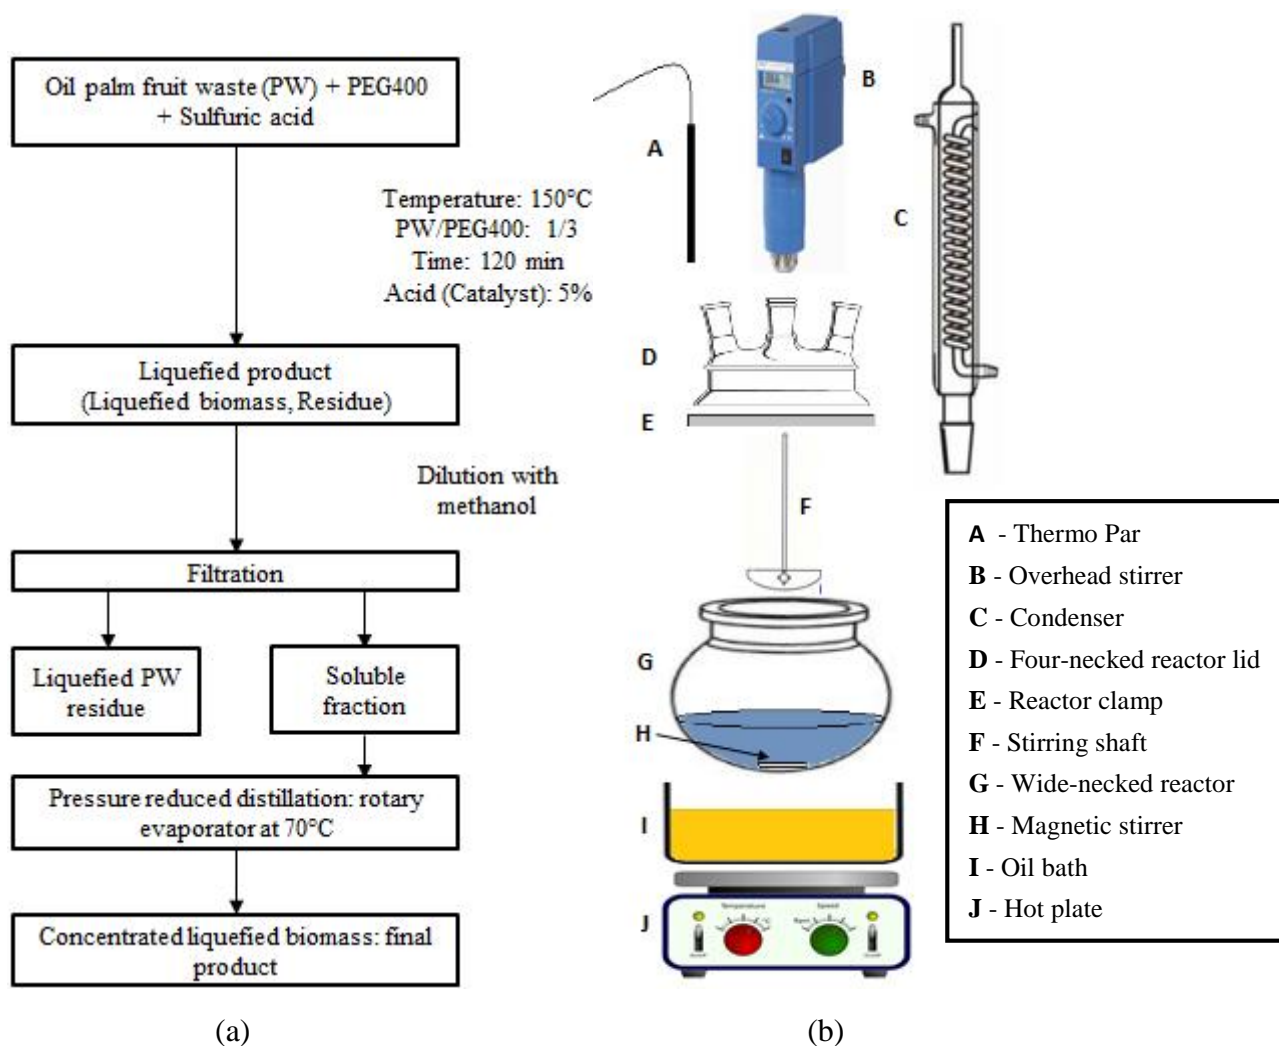 Oil palm fruit waste (PW) + PEG400
+ Sulfuric acid
Temperature: 150°C
PW/PEG400: 1/3
Time: 120 min
Acid (Catalyst): 5%
Liquefied product
(Liquefied biomass, Residue)
Dilution with
methanol
Filtration
Liquefied PW
residue
Soluble
fraction
Pressure reduced distillation: rotary
evaporator at 70°C
Concentrated liquefied biomass: final
product
(a)
A
B
C
D
E
F
G
H
I
J
Temperature
°C
Speed
A - Thermo Par
B - Overhead stirrer
C - Condenser
D - Four-necked reactor lid
E - Reactor clamp
F - Stirring shaft
G - Wide-necked reactor
H - Magnetic stirrer
I - Oil bath
J - Hot plate
(b)